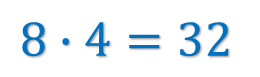 8 · 4 = 32